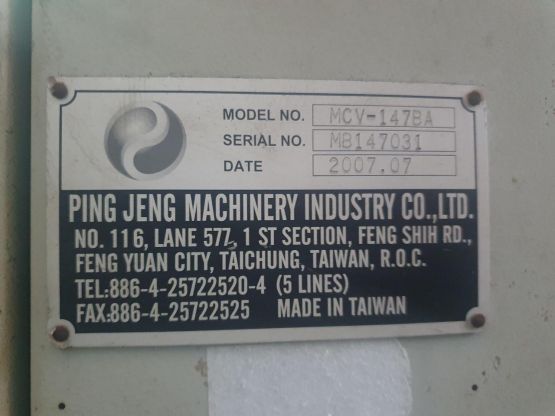 MODEL NO. MCV-147BA
SERIAL NO. MB147031
DATE 2007.07
PING JENG MACHINERY INDUSTRY CO.,LTD.
NO. 116, LANE 577, 1 ST SECTION, FENG SHIH RD.,
FENG YUAN CITY, TAICHUNG, TAIWAN, R.O.C.
TEL:886-4-25722520-4 (5 LINES)
FAX:886-4-25722525 MADE IN TAIWAN